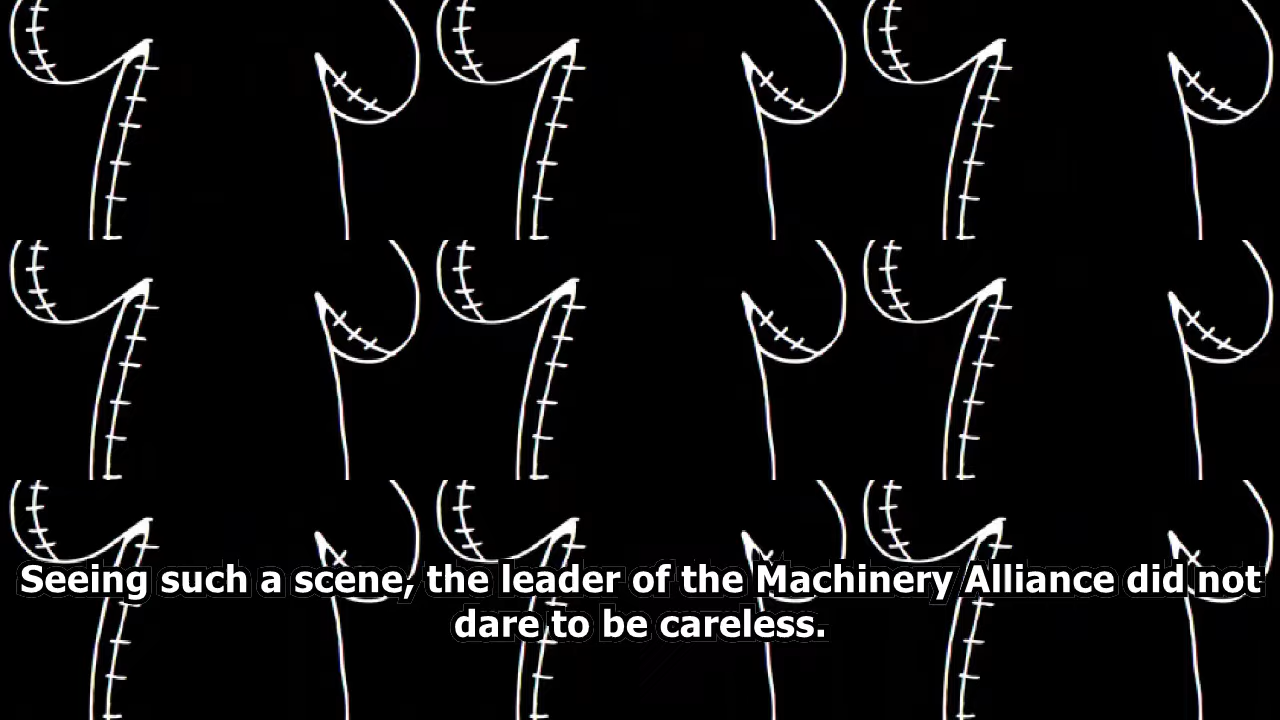 Seeing such a scene, the leader of the Machinery Alliance did not
dare to be careless.